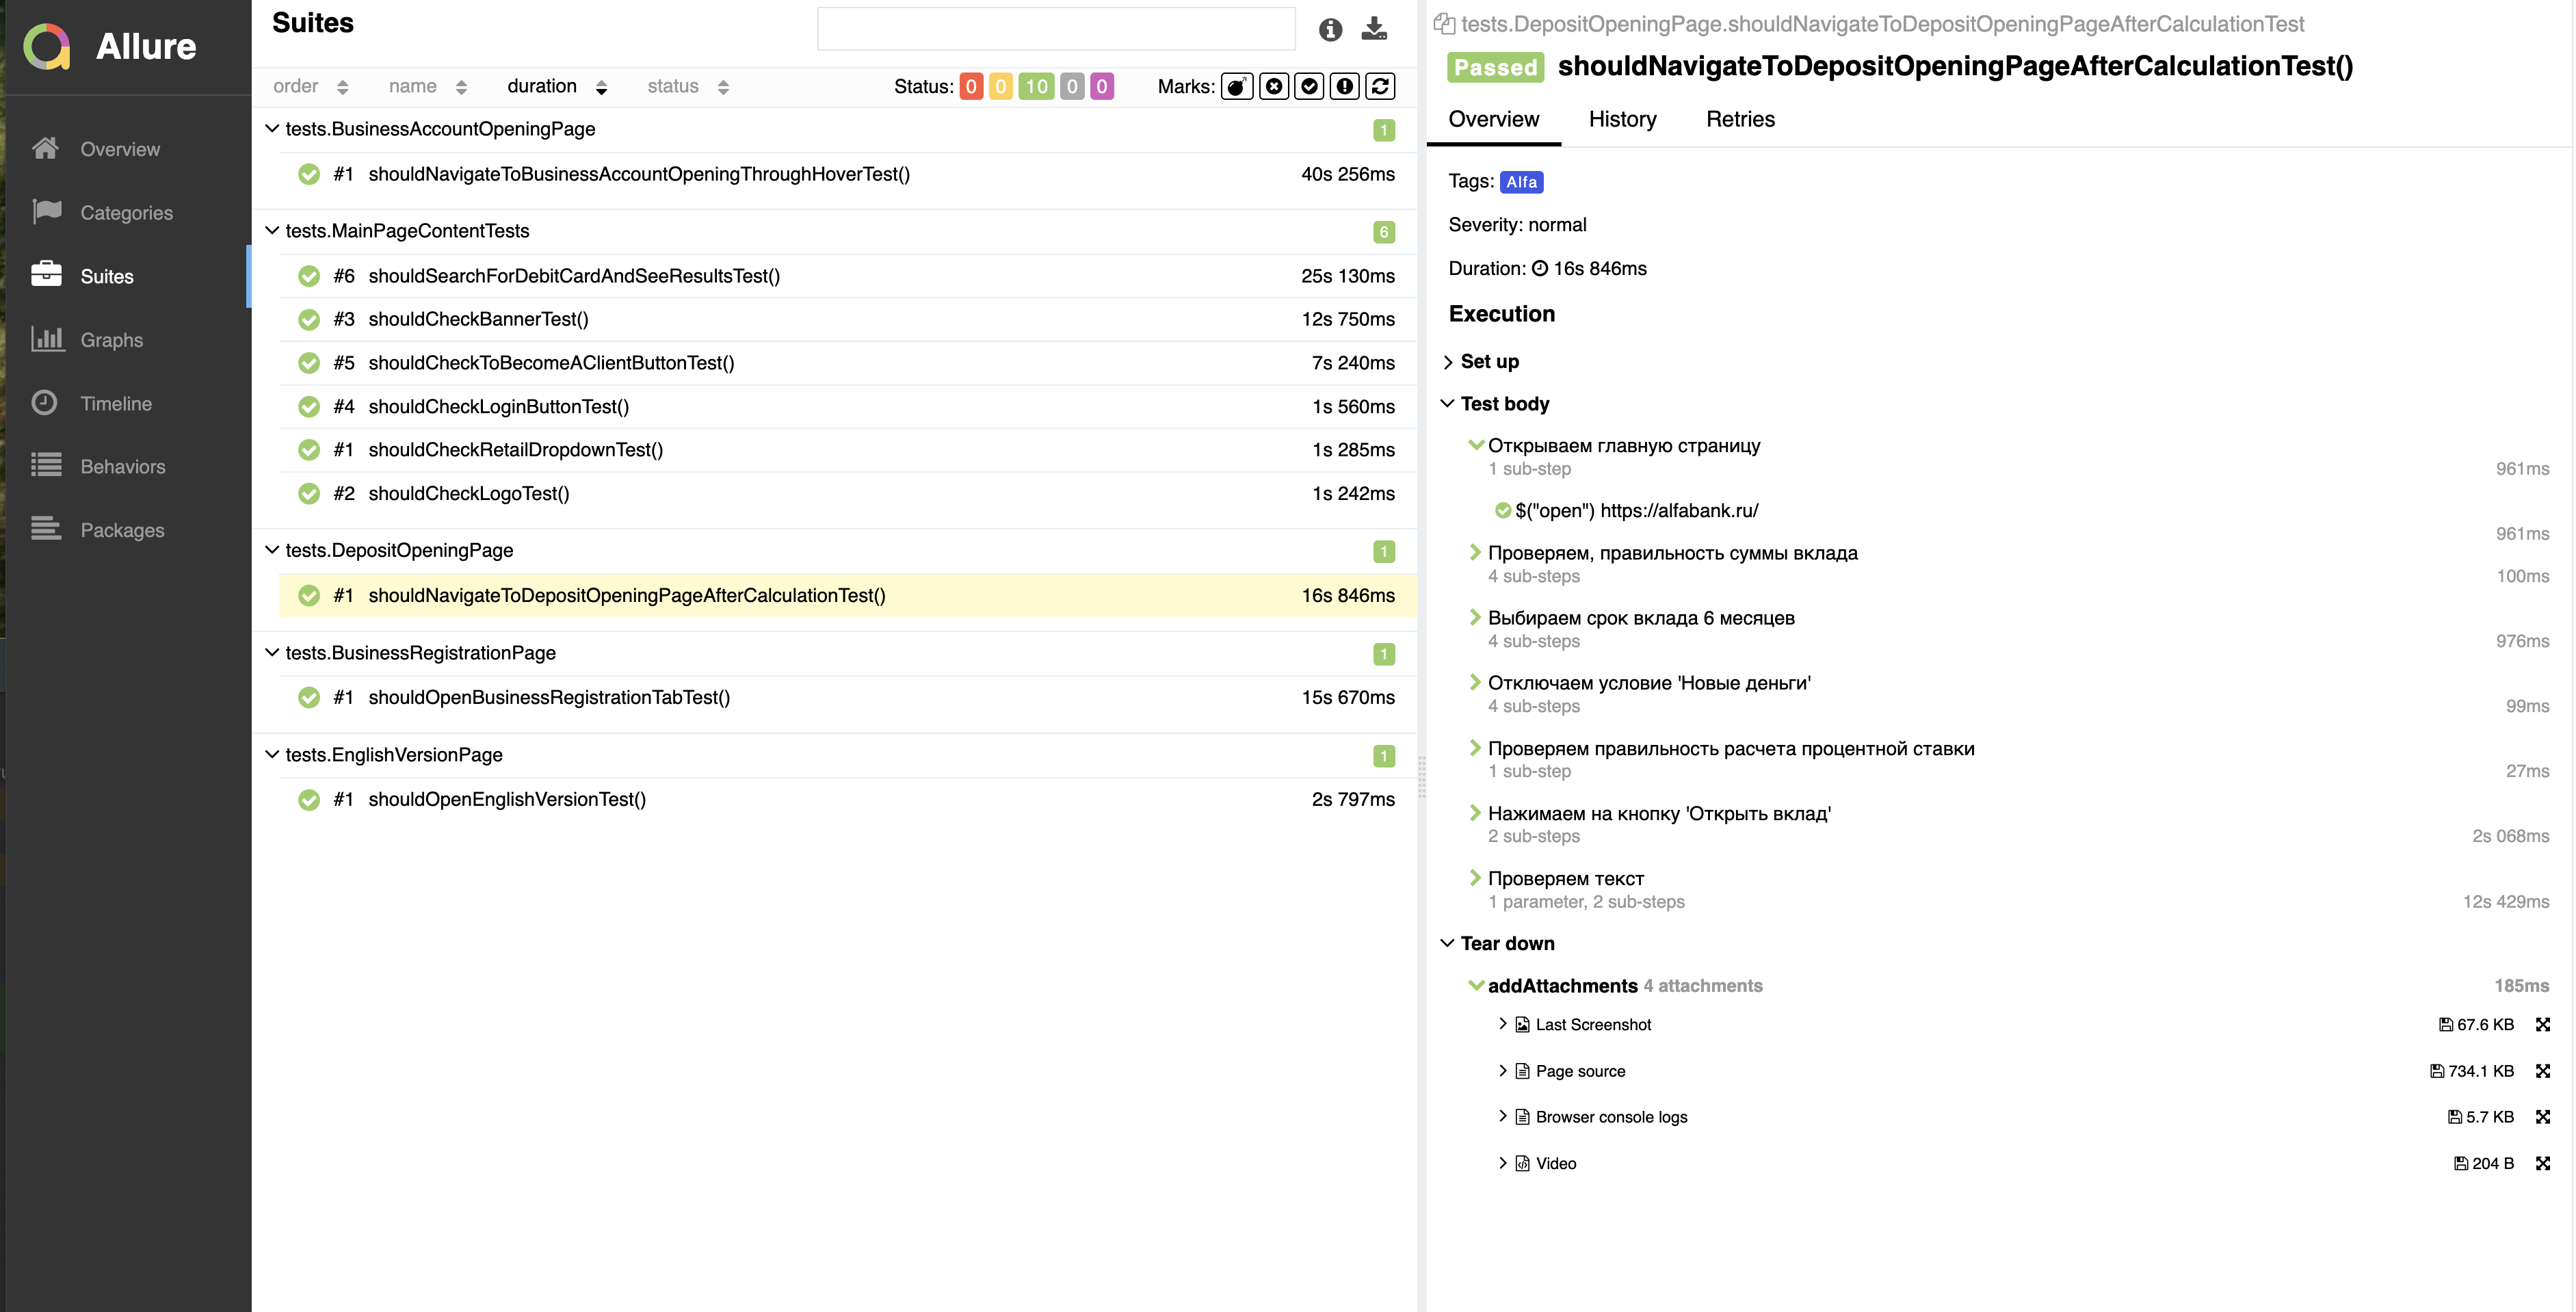 Allure
Overview
Categories
Suites
Graphs
Timeline
Behaviors
Packages
Suites
order name duration status Status: 0 0 10 0 0 Marks:
tests.BusinessAccountOpeningPage 1
#1 shouldNavigateToBusinessAccountOpeningThroughHoverTest() 40s 256ms
tests.MainPageContentTests 6
#6 shouldSearchForDebitCardAndSeeResultsTest() 25s 130ms
#3 shouldCheckBannerTest() 12s 750ms
#5 shouldCheckToBecomeAClientButtonTest() 7s 240ms
#4 shouldCheckLoginButtonTest() 1s 560ms
#1 shouldCheckRetailDropdownTest() 1s 285ms
#2 shouldCheckLogoTest() 1s 242ms
tests.DepositOpeningPage 1
#1 shouldNavigateToDepositOpeningPageAfterCalculationTest() 16s 846ms
tests.BusinessRegistrationPage 1
#1 shouldOpenBusinessRegistrationTabTest() 15s 670ms
tests.EnglishVersionPage 1
#1 shouldOpenEnglishVersionTest() 2s 797ms
tests.DepositOpeningPage.shouldNavigateToDepositOpeningPageAfterCalculationTest
Passed shouldNavigateToDepositOpeningPageAfterCalculationTest()
Overview History Retries
Tags: Alfa
Severity: normal
Duration: 16s 846ms
Execution
Set up
Test body
Открываем главную страницу
1 sub-step 961ms
$("open") https://alfabank.ru/
961ms
Проверяем, правильность суммы вклада
4 sub-steps 100ms
Выбираем срок вклада 6 месяцев
4 sub-steps 976ms
Отключаем условие 'Новые деньги'
4 sub-steps 99ms
Проверяем правильность расчета процентной ставки
1 sub-step 27ms
Нажимаем на кнопку 'Открыть вклад'
2 sub-steps 2s 068ms
Проверяем текст
1 parameter, 2 sub-steps 12s 429ms
Tear down
addAttachments 4 attachments 185ms
Last Screenshot 67.6 KB
Page source 734.1 KB
Browser console logs 5.7 KB
Video 204 B